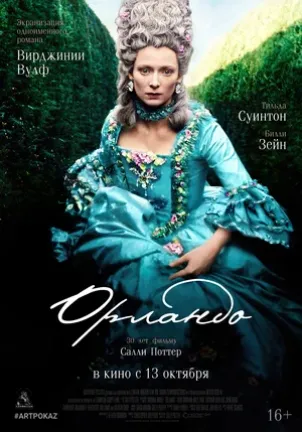 Экранизация
одноименного
романа
Вирджинии
Вулф
Тильда
Суинтон
Билли
Зейн
Орландо
30 лет фильму
Салли Поттер
в кино с 13 октября
#ARTPOKAZ
16+